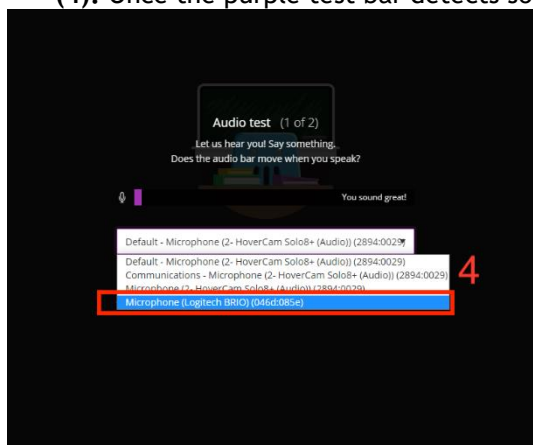 (4). Once the purple test bar detects so
Audio test (1 of 2)
Let us hear you! Say something.
Does the audio bar move when you speak?
You sound great!
Default - Microphone (2- HoverCam Solo8+ (Audio)) (2894:0029)
Default - Microphone (2- HoverCam Solo8+ (Audio)) (2894:0029)
Communications - Microphone (2- HoverCam Solo8+ (Audio)) (2894:0029)
Microphone (2- HoverCam Solo8+ (Audio)) (2894:0029)
Microphone (Logitech BRIO) (046d:085e)
4